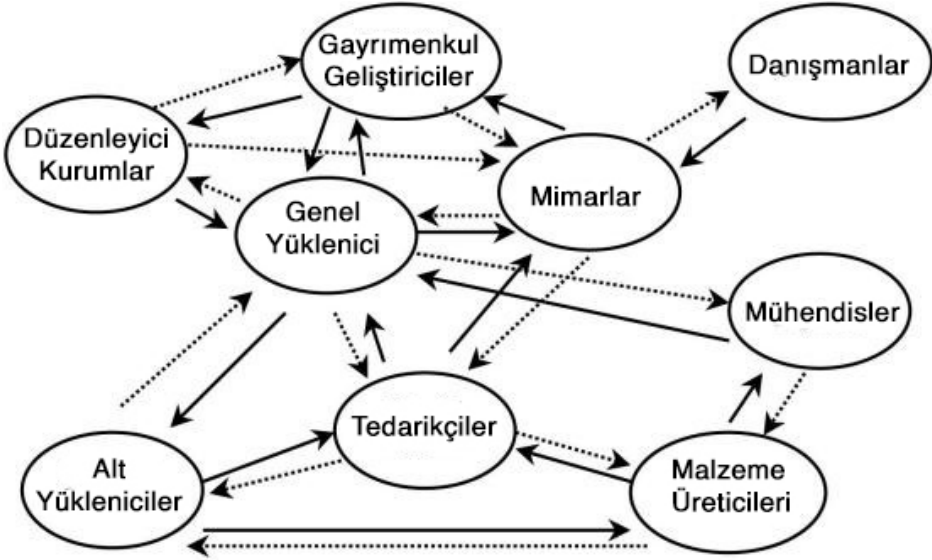 Gayrımenkul
Geliştiriciler
Danışmanlar
Düzenleyici
Kurumlar
Mimarlar
Genel
Yüklenici
Mühendisler
Tedarikçiler
Alt
Yükleniciler
Malzeme
Üreticileri